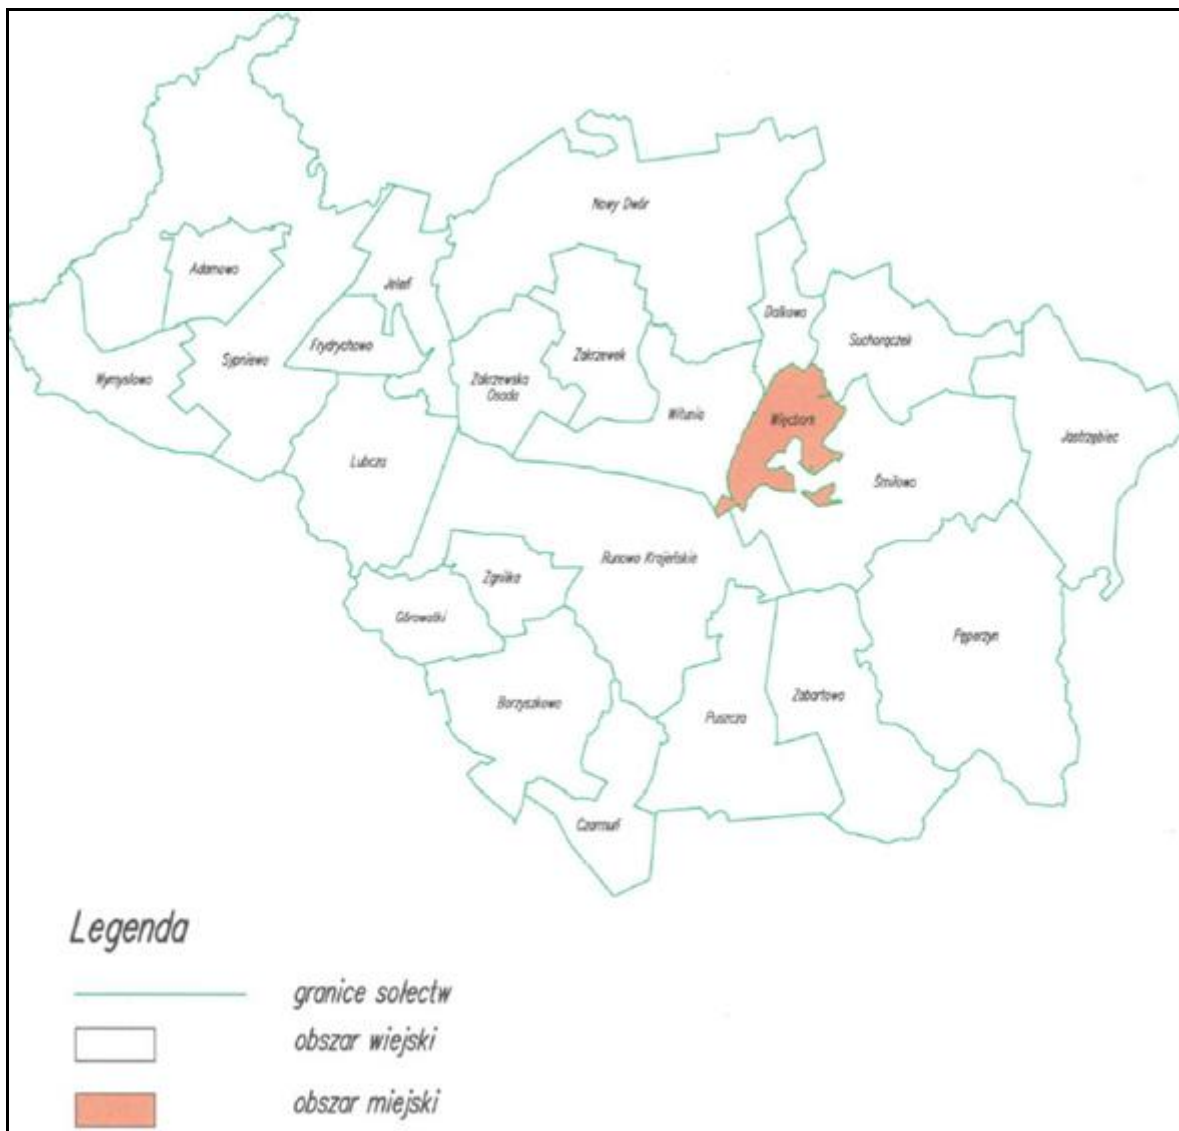 Nowy Dwór
Adamowo
Jeleń
Dalkowo
Suchorączek
Frydrychowo
Sypniewo
Zakrzewek
Wymysłowo
Zakrzewska
Osada
Witunia
Więcbork
Jastrzębiec
Lubcza
Śmiłowo
Runowo Krajeńskie
Zgniłka
Górowatki
Pęperzyn
Borzyszkowo
Zabartowo
Puszcza
Czarmuń
Legenda
granice sołectw
obszar wiejski
obszar miejski